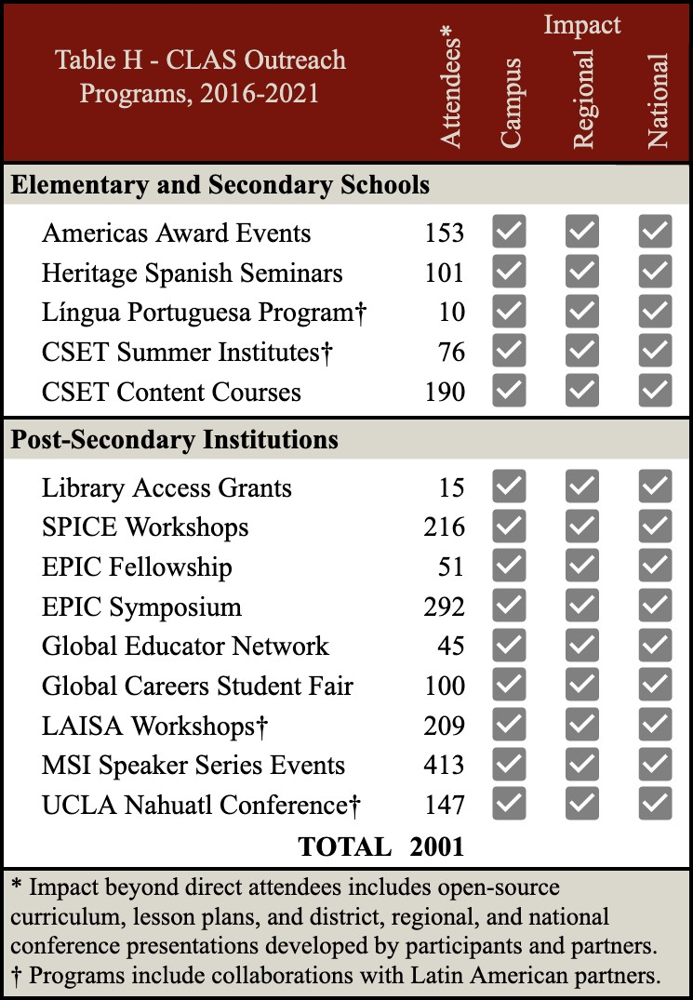 Table H - CLAS Outreach
Programs, 2016-2021
Attendees*
Impact
Campus
Regional
National
Elementary and Secondary Schools
Americas Award Events 153
Heritage Spanish Seminars 101
Língua Portuguesa Program† 10
CSET Summer Institutes† 76
CSET Content Courses 190
Post-Secondary Institutions
Library Access Grants 15
SPICE Workshops 216
EPIC Fellowship 51
EPIC Symposium 292
Global Educator Network 45
Global Careers Student Fair 100
LAISA Workshops† 209
MSI Speaker Series Events 413
UCLA Nahuatl Conference† 147
TOTAL 2001
* Impact beyond direct attendees includes open-source
curriculum, lesson plans, and district, regional, and national
conference presentations developed by participants and partners.
† Programs include collaborations with Latin American partners.